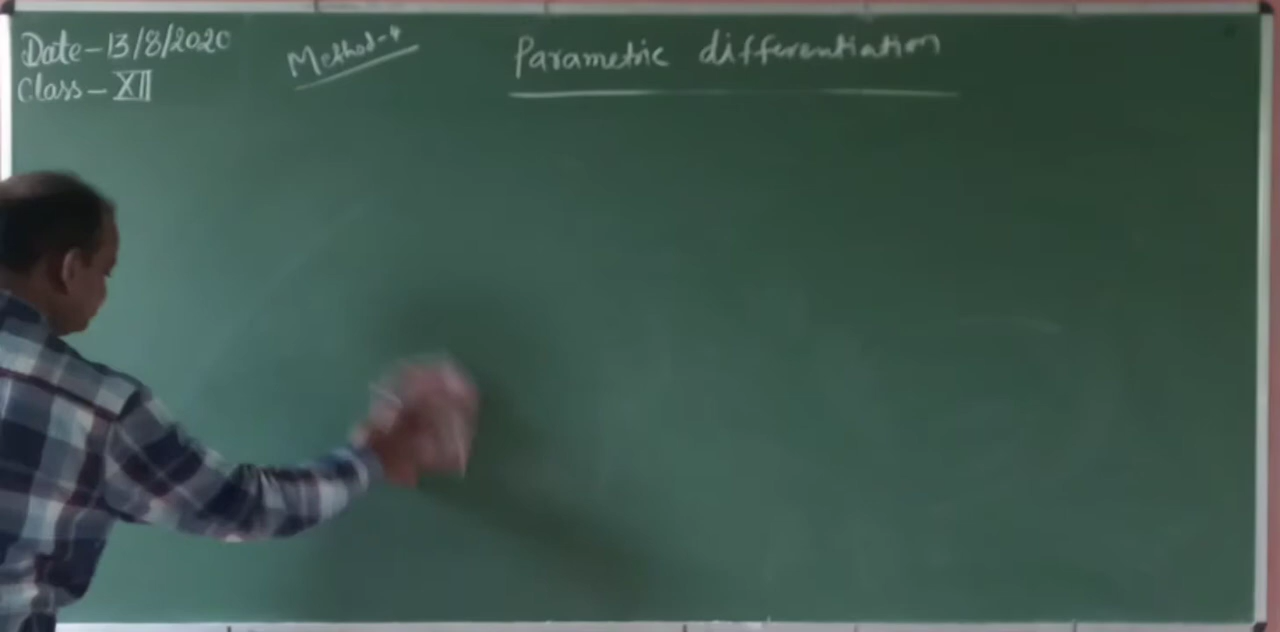 Date-13/8/2020
Class-XII
Method-4
Parametric differentiation